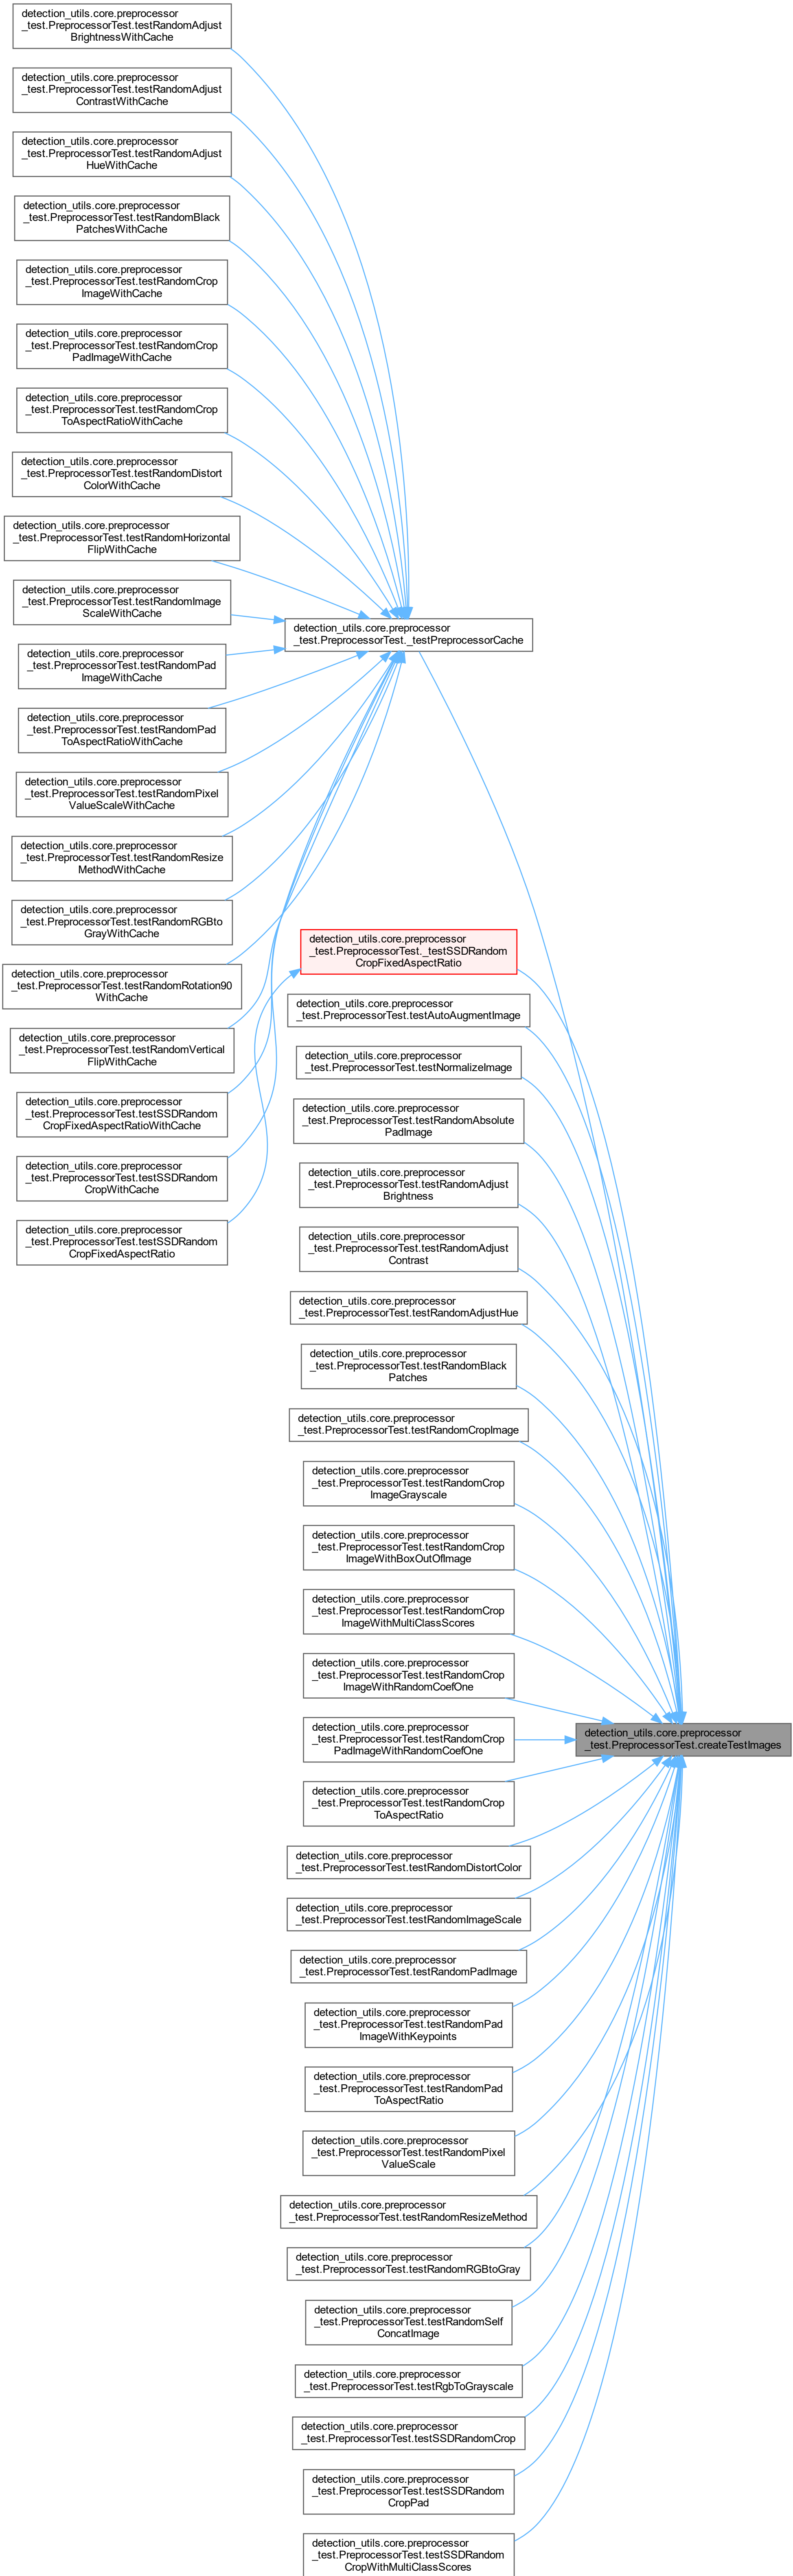 detection_utils.core.preprocessor
_test.PreprocessorTest.testRandomAdjust
BrightnessWithCache
detection_utils.core.preprocessor
_test.PreprocessorTest.testRandomAdjust
ContrastWithCache
detection_utils.core.preprocessor
_test.PreprocessorTest.testRandomAdjust
HueWithCache
detection_utils.core.preprocessor
_test.PreprocessorTest.testRandomBlack
PatchesWithCache
detection_utils.core.preprocessor
_test.PreprocessorTest.testRandomCrop
ImageWithCache
detection_utils.core.preprocessor
_test.PreprocessorTest.testRandomCrop
PadImageWithCache
detection_utils.core.preprocessor
_test.PreprocessorTest.testRandomCrop
ToAspectRatioWithCache
detection_utils.core.preprocessor
_test.PreprocessorTest.testRandomDistort
ColorWithCache
detection_utils.core.preprocessor
_test.PreprocessorTest.testRandomHorizontal
FlipWithCache
detection_utils.core.preprocessor
_test.PreprocessorTest.testRandomImage
ScaleWithCache
detection_utils.core.preprocessor
_test.PreprocessorTest._testPreprocessorCache
detection_utils.core.preprocessor
_test.PreprocessorTest.testRandomPad
ImageWithCache
detection_utils.core.preprocessor
_test.PreprocessorTest.testRandomPad
ToAspectRatioWithCache
detection_utils.core.preprocessor
_test.PreprocessorTest.testRandomPixel
ValueScaleWithCache
detection_utils.core.preprocessor
_test.PreprocessorTest.testRandomResize
MethodWithCache
detection_utils.core.preprocessor
_test.PreprocessorTest.testRandomRGBto
GrayWithCache
detection_utils.core.preprocessor
_test.PreprocessorTest.testRandomRotation90
WithCache
detection_utils.core.preprocessor
_test.PreprocessorTest.testRandomVertical
FlipWithCache
detection_utils.core.preprocessor
_test.PreprocessorTest.testSSDRandom
CropFixedAspectRatioWithCache
detection_utils.core.preprocessor
_test.PreprocessorTest.testSSDRandom
CropWithCache
detection_utils.core.preprocessor
_test.PreprocessorTest.testSSDRandom
CropFixedAspectRatio
detection_utils.core.preprocessor
_test.PreprocessorTest._testSSDRandom
CropFixedAspectRatio
detection_utils.core.preprocessor
_test.PreprocessorTest.testAutoAugmentImage
detection_utils.core.preprocessor
_test.PreprocessorTest.testNormalizeImage
detection_utils.core.preprocessor
_test.PreprocessorTest.testRandomAbsolute
PadImage
detection_utils.core.preprocessor
_test.PreprocessorTest.testRandomAdjust
Brightness
detection_utils.core.preprocessor
_test.PreprocessorTest.testRandomAdjust
Contrast
detection_utils.core.preprocessor
_test.PreprocessorTest.testRandomAdjustHue
detection_utils.core.preprocessor
_test.PreprocessorTest.testRandomBlack
Patches
detection_utils.core.preprocessor
_test.PreprocessorTest.testRandomCropImage
detection_utils.core.preprocessor
_test.PreprocessorTest.testRandomCrop
ImageGrayscale
detection_utils.core.preprocessor
_test.PreprocessorTest.testRandomCrop
ImageWithBoxOutOfImage
detection_utils.core.preprocessor
_test.PreprocessorTest.testRandomCrop
ImageWithMultiClassScores
detection_utils.core.preprocessor
_test.PreprocessorTest.testRandomCrop
ImageWithRandomCoefOne
detection_utils.core.preprocessor
_test.PreprocessorTest.testRandomCrop
PadImageWithRandomCoefOne
detection_utils.core.preprocessor
_test.PreprocessorTest.createTestImages
detection_utils.core.preprocessor
_test.PreprocessorTest.testRandomCrop
ToAspectRatio
detection_utils.core.preprocessor
_test.PreprocessorTest.testRandomDistortColor
detection_utils.core.preprocessor
_test.PreprocessorTest.testRandomImageScale
detection_utils.core.preprocessor
_test.PreprocessorTest.testRandomPadImage
detection_utils.core.preprocessor
_test.PreprocessorTest.testRandomPad
ImageWithKeypoints
detection_utils.core.preprocessor
_test.PreprocessorTest.testRandomPad
ToAspectRatio
detection_utils.core.preprocessor
_test.PreprocessorTest.testRandomPixel
ValueScale
detection_utils.core.preprocessor
_test.PreprocessorTest.testRandomResizeMethod
detection_utils.core.preprocessor
_test.PreprocessorTest.testRandomRGBtoGray
detection_utils.core.preprocessor
_test.PreprocessorTest.testRandomSelf
ConcatImage
detection_utils.core.preprocessor
_test.PreprocessorTest.testRgbToGrayscale
detection_utils.core.preprocessor
_test.PreprocessorTest.testSSDRandomCrop
detection_utils.core.preprocessor
_test.PreprocessorTest.testSSDRandom
CropPad
detection_utils.core.preprocessor
_test.PreprocessorTest.testSSDRandom
CropWithMultiClassScores